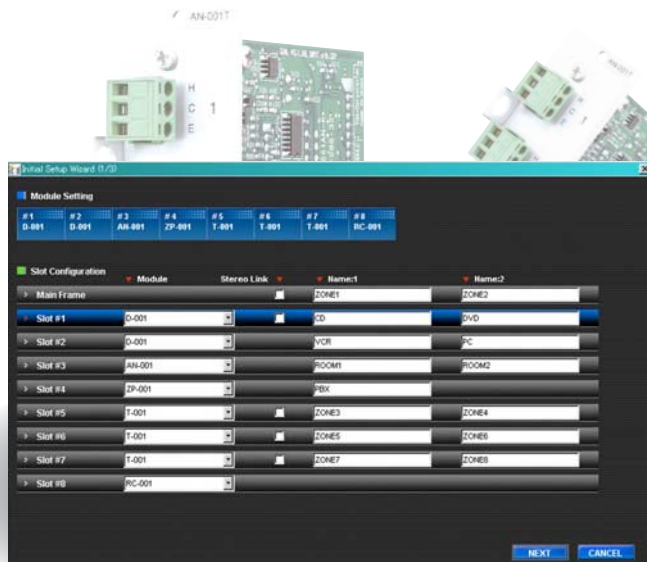 AN-001T
H
C 1
E
Initial Setup Wizard (1/3)
Module Setting
#1 #2 #3 #4 #5 #6 #7 #8
D-001 D-001 AN-001 ZP-001 T-001 T-001 T-001 RC-001
Slot Configuration
Module Stereo Link Name:1 Name:2
Main Frame ZONE1 ZONE2
Slot #1 D-001 CD DVD
Slot #2 D-001 VCR PC
Slot #3 AN-001 ROOM1 ROOM2
Slot #4 ZP-001 PBX
Slot #5 T-001 ZONE3 ZONE4
Slot #6 T-001 ZONE5 ZONE6
Slot #7 T-001 ZONE7 ZONE8
Slot #8 RC-001
NEXT CANCEL